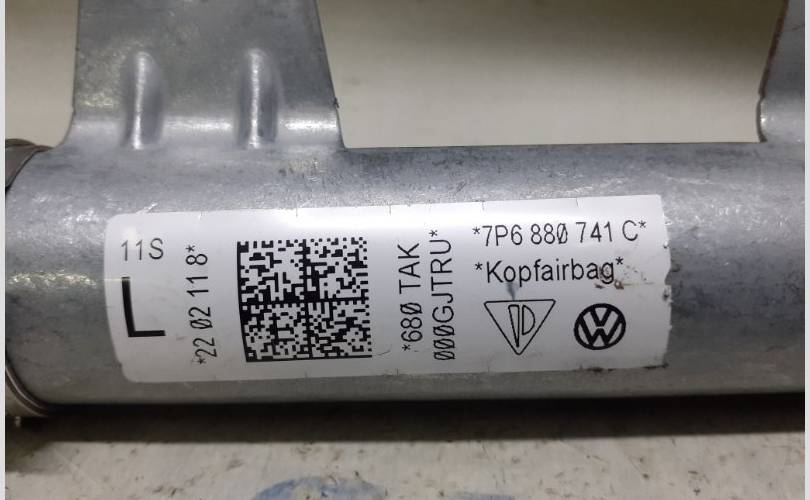 11S
L
*22 02 11 8*
*680 TAK
000GJTRU*
*7P6 880 741 C*
*Kopfairbag*